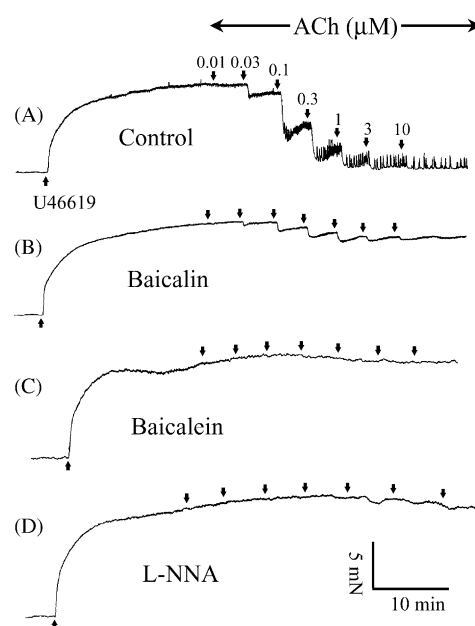 ACh (μM)
0.01 0.03 0.1 0.3 1 3 10
(A)
Control
U46619
(B)
Baicalin
(C)
Baicalein
(D)
L-NNA
5 mN
10 min